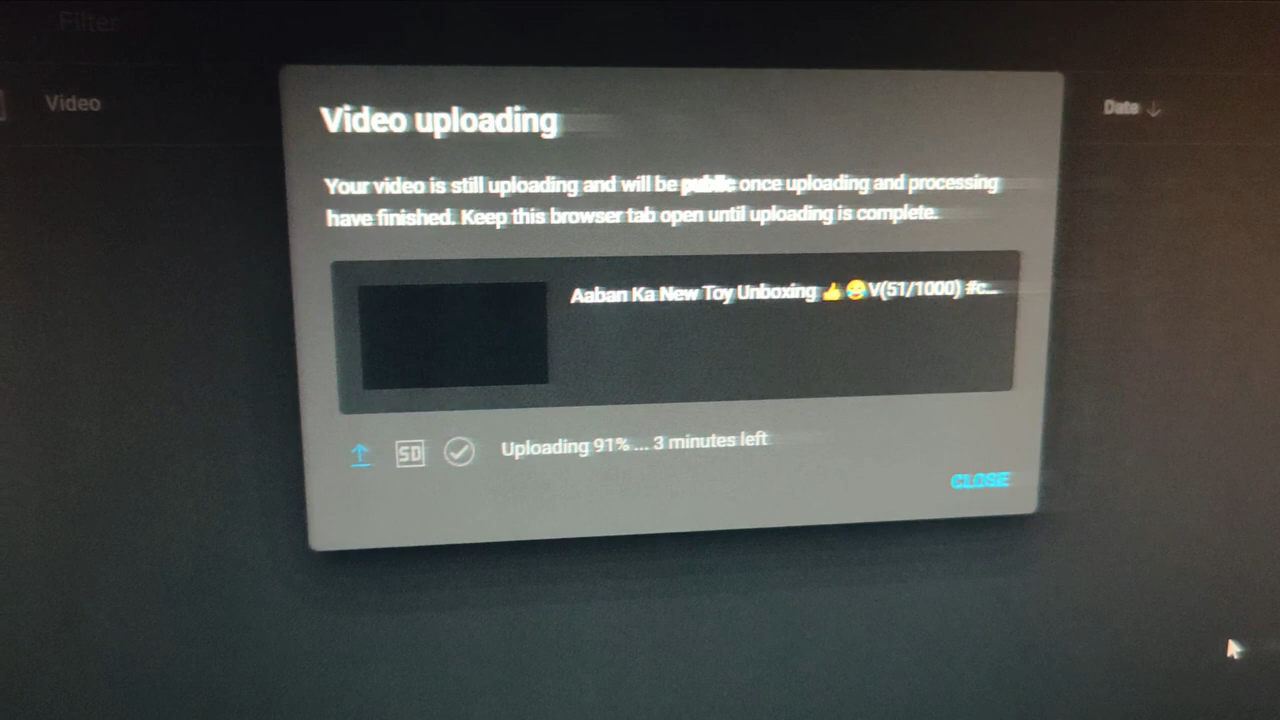 Filter
Video
Date
Video uploading
Your video is still uploading and will be public once uploading and processing
have finished. Keep this browser tab open until uploading is complete.
Aaban Ka New Toy Unboxing 👍😭V(51/1000) #c...
SD
Uploading 91% ... 3 minutes left
CLOSE